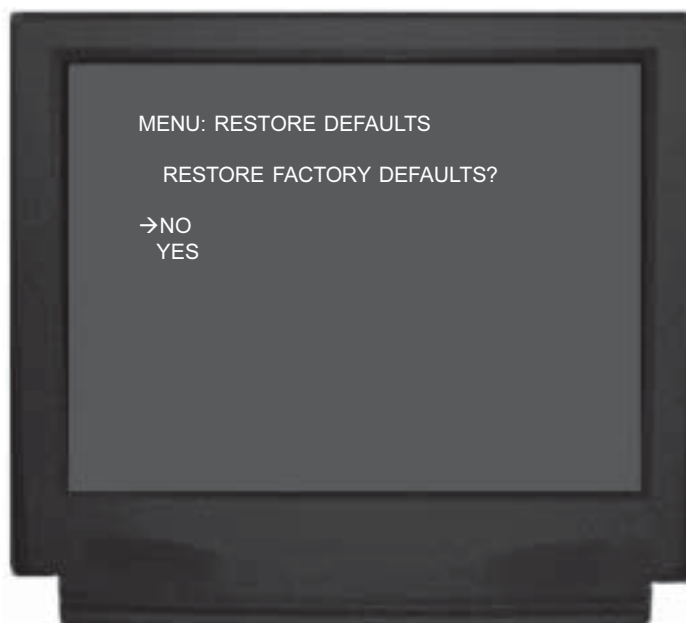 MENU: RESTORE DEFAULTS
RESTORE FACTORY DEFAULTS?
→NO
YES